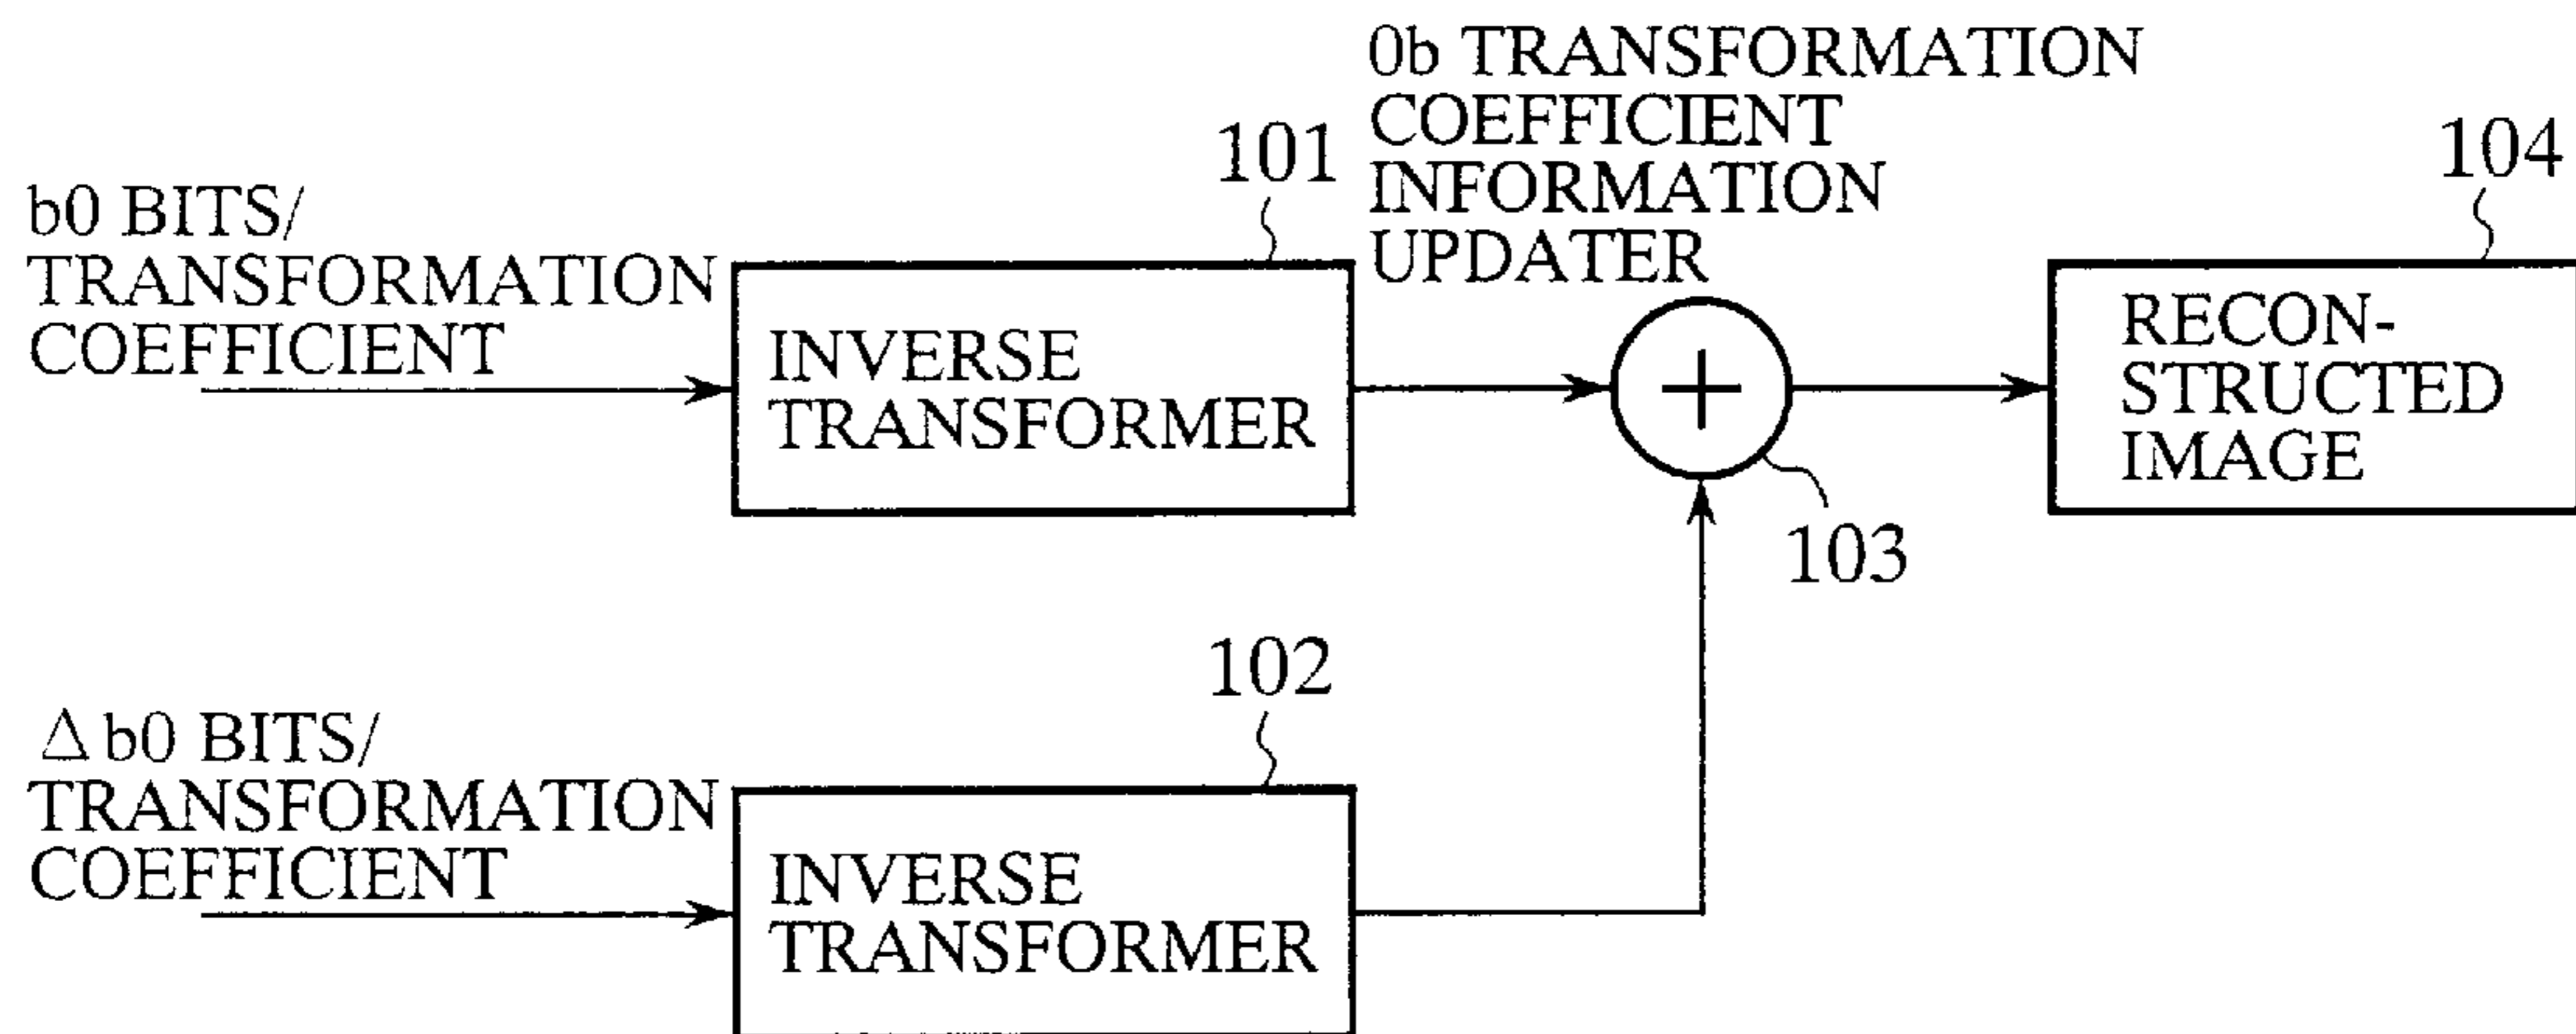 b0 BITS/
TRANSFORMATION
COEFFICIENT
101
INVERSE
TRANSFORMER
0b TRANSFORMATION
COEFFICIENT
INFORMATION
UPDATER
103
104
RECON-
STRUCTED
IMAGE
Δ b0 BITS/
TRANSFORMATION
COEFFICIENT
102
INVERSE
TRANSFORMER